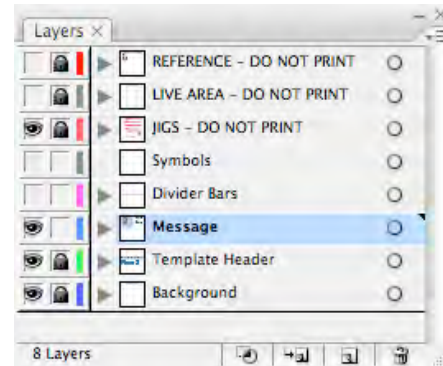 Layers
REFERENCE – DO NOT PRINT
LIVE AREA – DO NOT PRINT
JIGS – DO NOT PRINT
Symbols
Divider Bars
Message
Template Header
Background
8 Layers